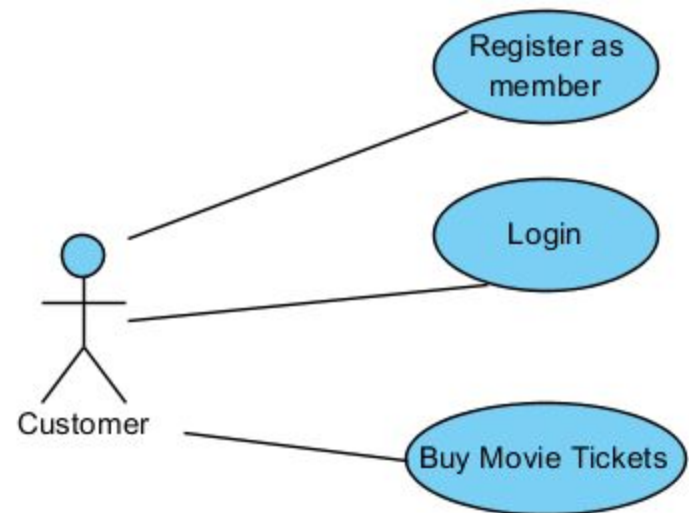 Register as
member
Login
Customer
Buy Movie Tickets